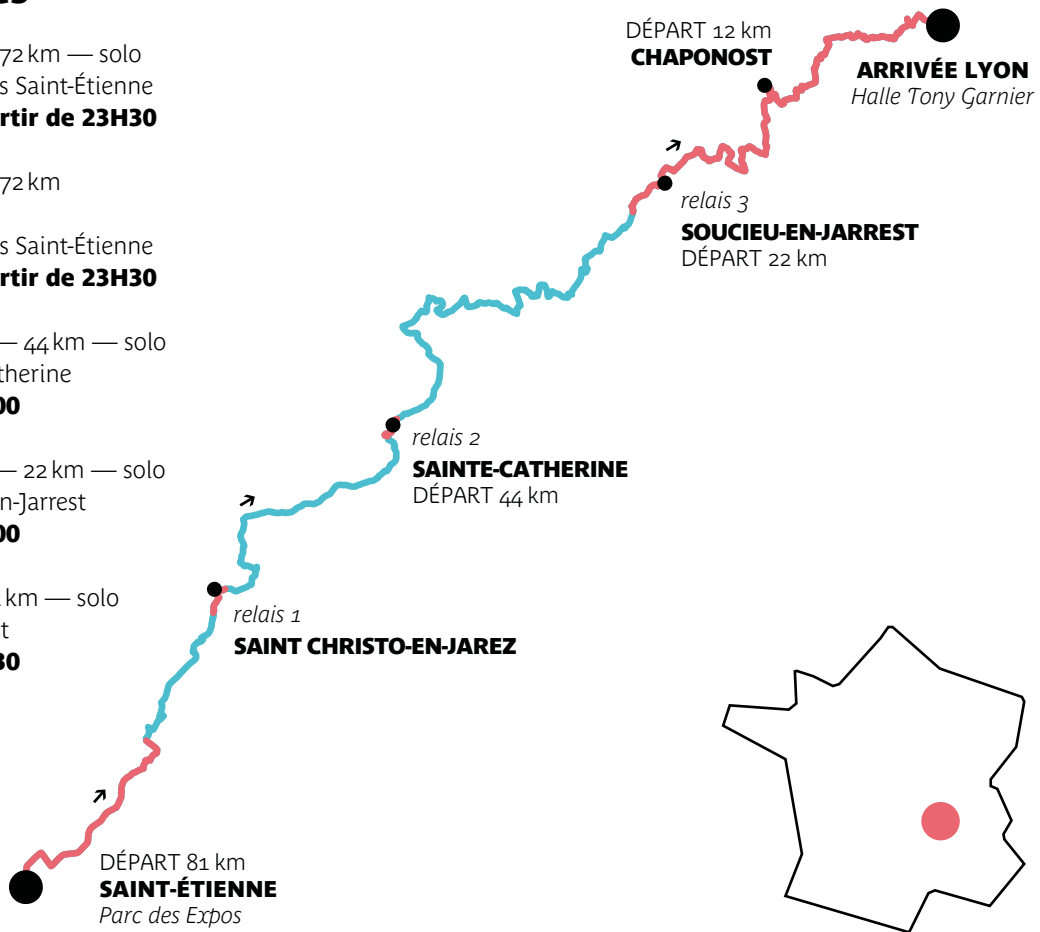 72 km — solo
s Saint-Étienne
rtir de 23H30
72 km
s Saint-Étienne
rtir de 23H30
— 44 km — solo
therine
00
— 22 km — solo
n-Jarrest
00
km — solo
t
30
DÉPART 12 km
CHAPONOST
ARRIVÉE LYON
Halle Tony Garnier
relais 3
SOUCIEU-EN-JARREST
DÉPART 22 km
relais 2
SAINTE-CATHERINE
DÉPART 44 km
relais 1
SAINT CHRISTO-EN-JAREZ
DÉPART 81 km
SAINT-ÉTIENNE
Parc des Expos